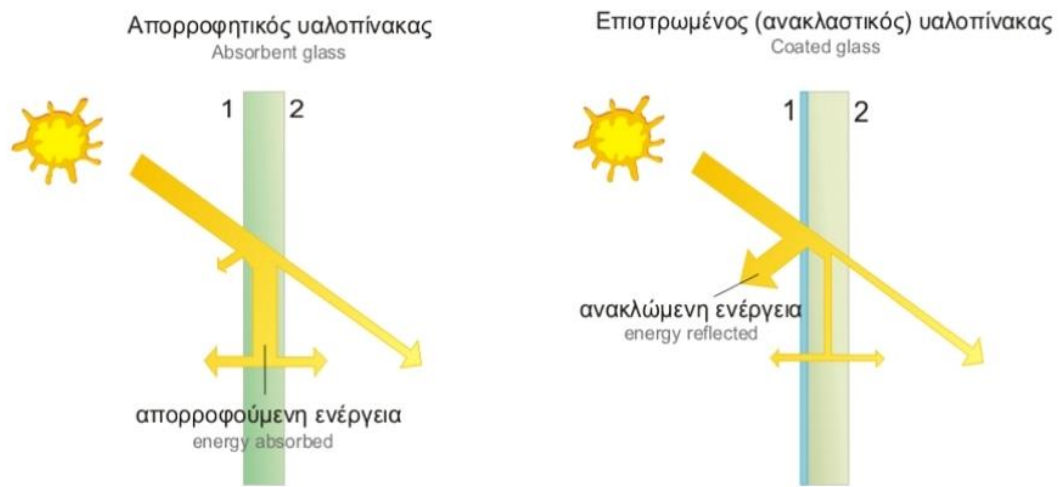 Απορροφητικός υαλοπίνακας
Absorbent glass
1
2
απορροφούμενη ενέργεια
energy absorbed
Επιστρωμένος (ανακλαστικός) υαλοπίνακας
Coated glass
1
2
ανακλώμενη ενέργεια
energy reflected